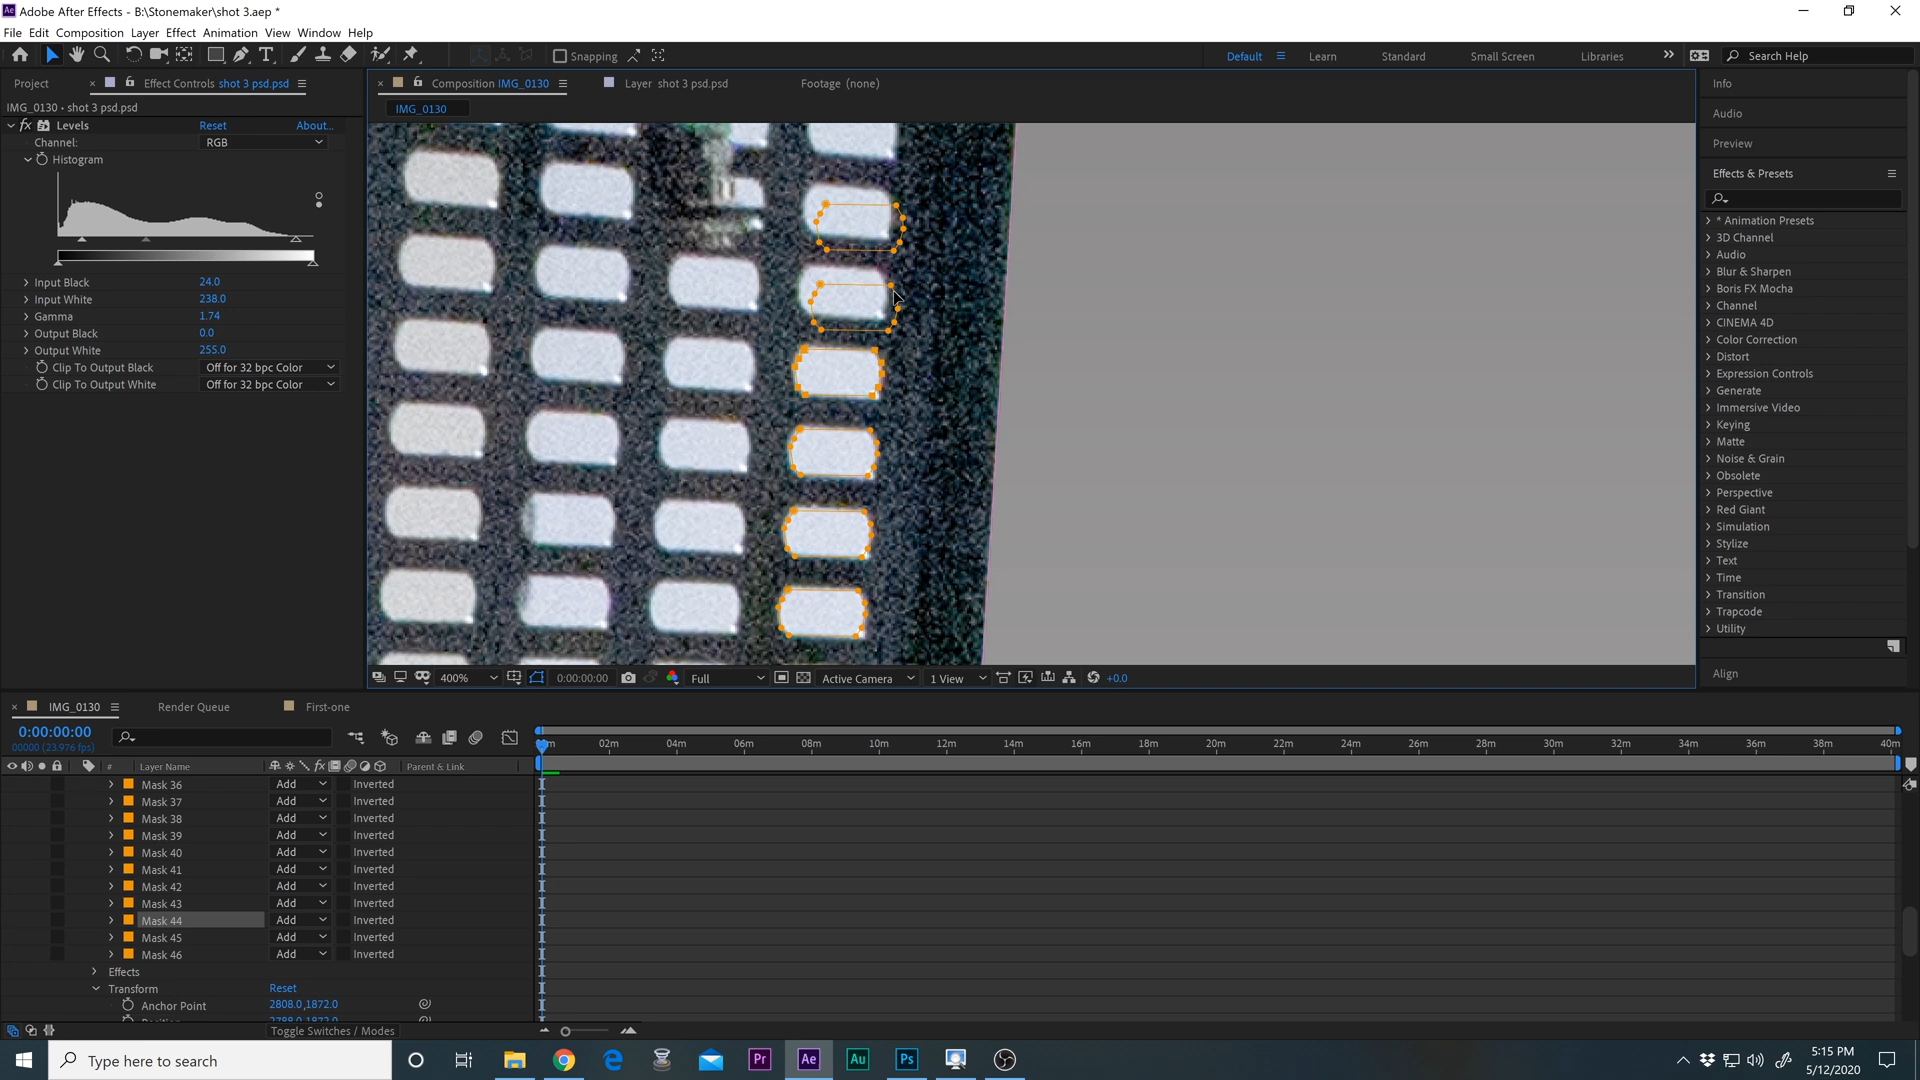 Adobe After Effects - B:\Stonemaker\shot 3.aep *
File Edit Composition Layer Effect Animation View Window Help
Snapping
Default Learn Standard Small Screen Libraries
Search Help
Project Effect Controls shot 3 psd.psd
Composition IMG_0130 Layer shot 3 psd.psd Footage (none)
IMG_0130 • shot 3 psd.psd
IMG_0130
fx Levels Reset About...
Channel: RGB
Histogram
Input Black 24.0
Input White 238.0
Gamma 1.74
Output Black 0.0
Output White 255.0
Clip To Output Black Off for 32 bpc Color
Clip To Output White Off for 32 bpc Color
Info
Audio
Preview
Effects & Presets
* Animation Presets
3D Channel
Audio
Blur & Sharpen
Boris FX Mocha
Channel
CINEMA 4D
Color Correction
Distort
Expression Controls
Generate
Immersive Video
Keying
Matte
Noise & Grain
Obsolete
Perspective
Red Giant
Simulation
Stylize
Text
Time
Transition
Trapcode
Utility
Align
400% 0:00:00:00 Full Active Camera 1 View +0.0
IMG_0130 Render Queue First-one
0:00:00:00
00000 (23.976 fps)
02m 04m 06m 08m 10m 12m 14m 16m 18m 20m 22m 24m 26m 28m 30m 32m 34m 36m 38m 40m
# Layer Name fx Parent & Link
Mask 36 Add Inverted
Mask 37 Add Inverted
Mask 38 Add Inverted
Mask 39 Add Inverted
Mask 40 Add Inverted
Mask 41 Add Inverted
Mask 42 Add Inverted
Mask 43 Add Inverted
Mask 44 Add Inverted
Mask 45 Add Inverted
Mask 46 Add Inverted
Effects
Transform Reset
Anchor Point 2808.0,1872.0
Toggle Switches / Modes
Type here to search
Pr Ae Au Ps
5:15 PM
5/12/2020